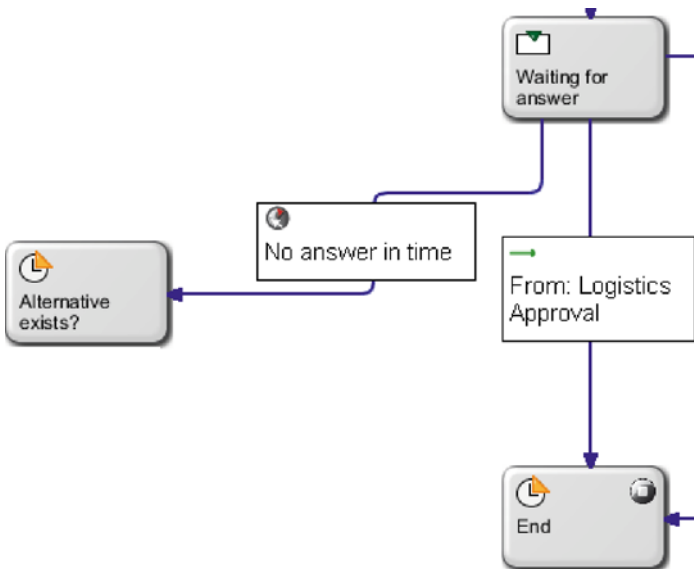 Waiting for
answer
No answer in time
From: Logistics
Approval
Alternative
exists?
End